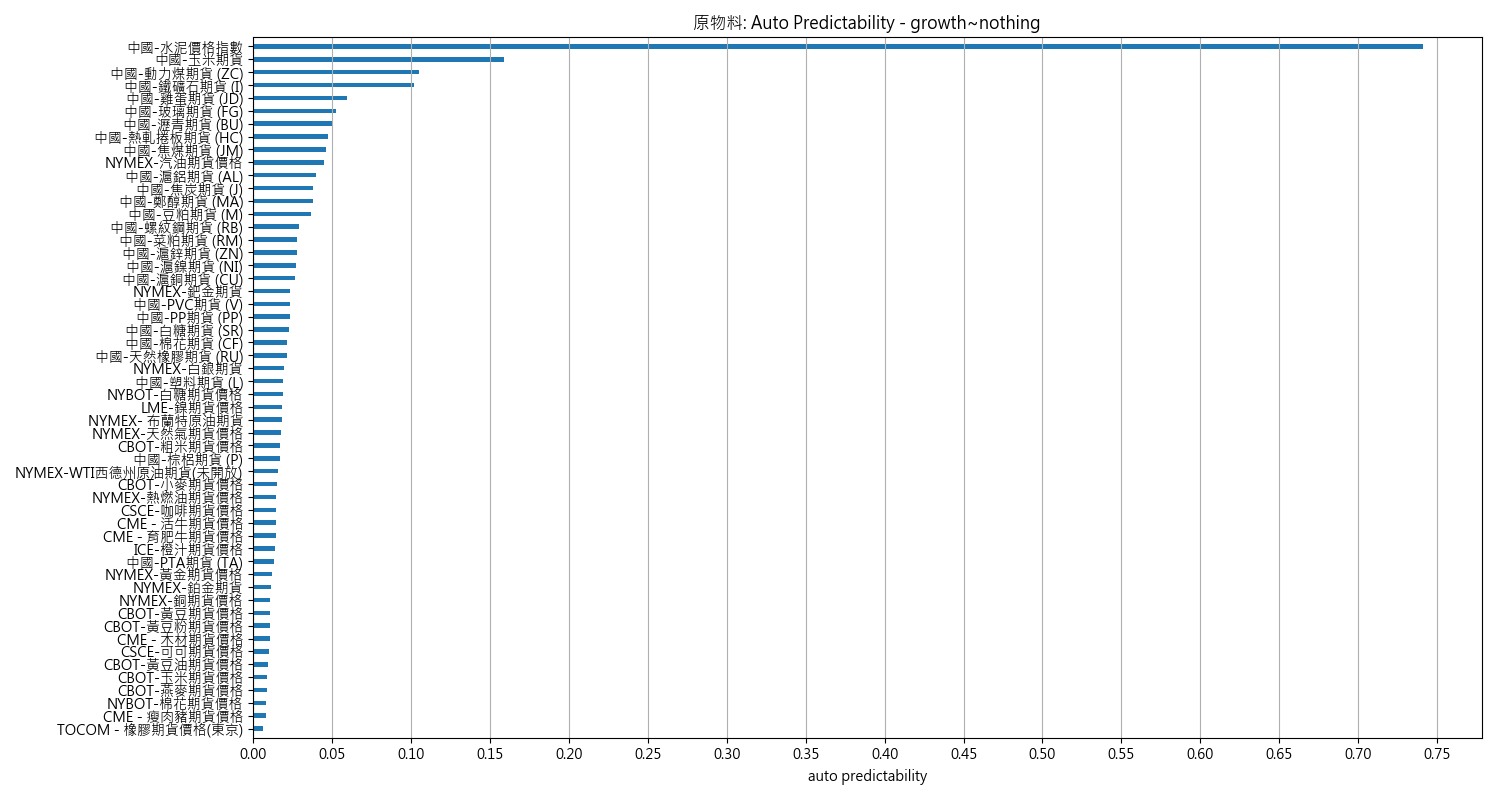 原物料: Auto Predictability - growth~nothing
中國-水泥價格指數
中國-玉米期貨
中國-動力煤期貨 (ZC)
中國-鐵礦石期貨 (I)
中國-雞蛋期貨 (JD)
中國-玻璃期貨 (FG)
中國-瀝青期貨 (BU)
中國-熱軋捲板期貨 (HC)
中國-焦煤期貨 (JM)
NYMEX-汽油期貨價格
中國-滬鋁期貨 (AL)
中國-焦炭期貨 (J)
中國-鄭醇期貨 (MA)
中國-豆粕期貨 (M)
中國-螺紋鋼期貨 (RB)
中國-菜粕期貨 (RM)
中國-滬鋅期貨 (ZN)
中國-滬鎳期貨 (NI)
中國-滬銅期貨 (CU)
NYMEX-鈀金期貨
中國-PVC期貨 (V)
中國-PP期貨 (PP)
中國-白糖期貨 (SR)
中國-棉花期貨 (CF)
中國-天然橡膠期貨 (RU)
NYMEX-白銀期貨
中國-塑料期貨 (L)
NYBOT-白糖期貨價格
LME-鎳期貨價格
NYMEX- 布蘭特原油期貨
NYMEX-天然氣期貨價格
CBOT-粗米期貨價格
中國-棕梠期貨 (P)
NYMEX-WTI西德州原油期貨(未開放)
CBOT-小麥期貨價格
NYMEX-熱燃油期貨價格
CSCE-咖啡期貨價格
CME - 活牛期貨價格
CME - 育肥牛期貨價格
ICE-橙汁期貨價格
中國-PTA期貨 (TA)
NYMEX-黃金期貨價格
NYMEX-鉑金期貨
NYMEX-銅期貨價格
CBOT-黃豆期貨價格
CBOT-黃豆粉期貨價格
CME - 木材期貨價格
CSCE-可可期貨價格
CBOT-黃豆油期貨價格
CBOT-玉米期貨價格
CBOT-燕麥期貨價格
NYBOT-棉花期貨價格
CME - 瘦肉豬期貨價格
TOCOM - 橡膠期貨價格(東京)
0.00 0.05 0.10 0.15 0.20 0.25 0.30 0.35 0.40 0.45 0.50 0.55 0.60 0.65 0.70 0.75
auto predictability